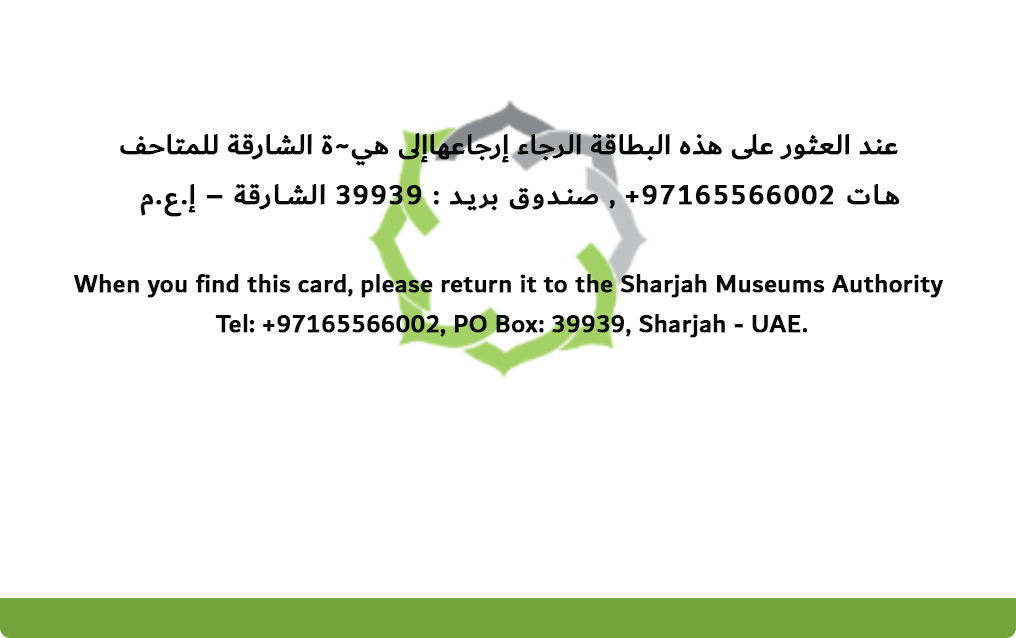 عند العثور على هذه البطاقة الرجاء إرجاعهاإلى هي~ة الشارقة للمتاحف
هات 97165566002+ , صندوق بريد : 39939 الشارقة – إ.ع.م
When you find this card, please return it to the Sharjah Museums Authority
Tel: +97165566002, PO Box: 39939, Sharjah - UAE.